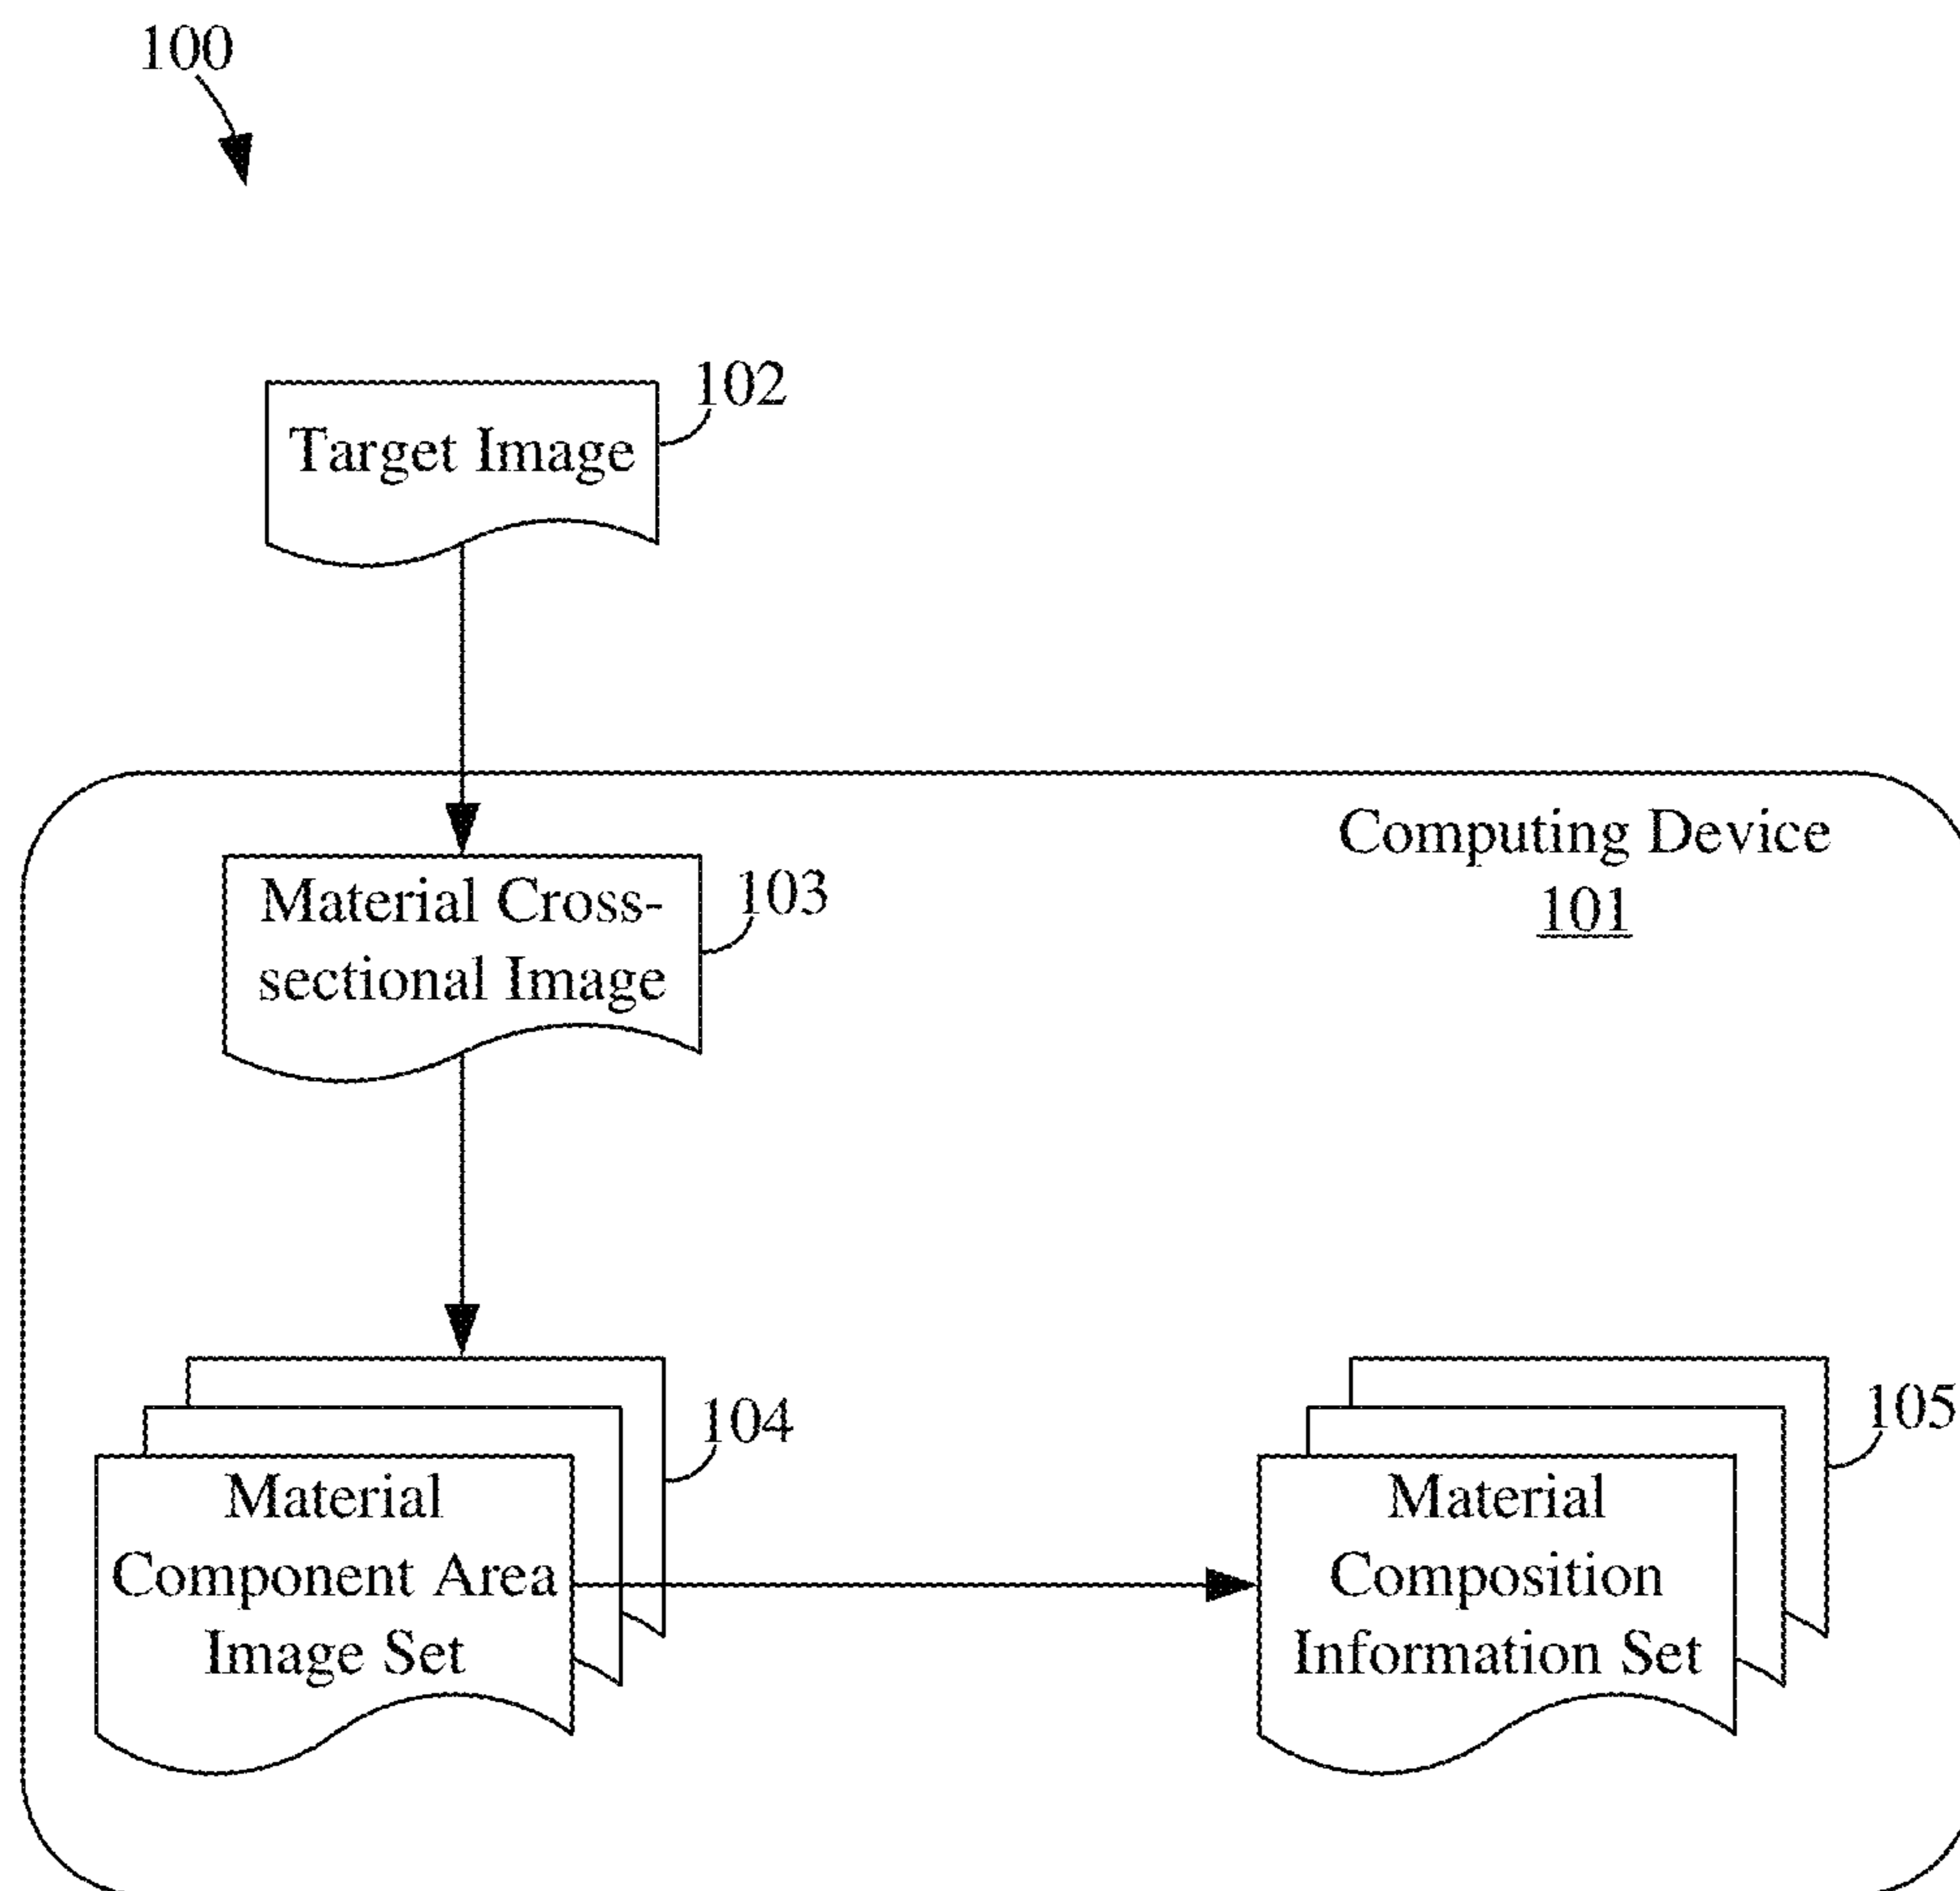 100
102
Target Image
Computing Device
101
Material Cross-
sectional Image
103
104
Material
Component Area
Image Set
105
Material
Composition
Information Set